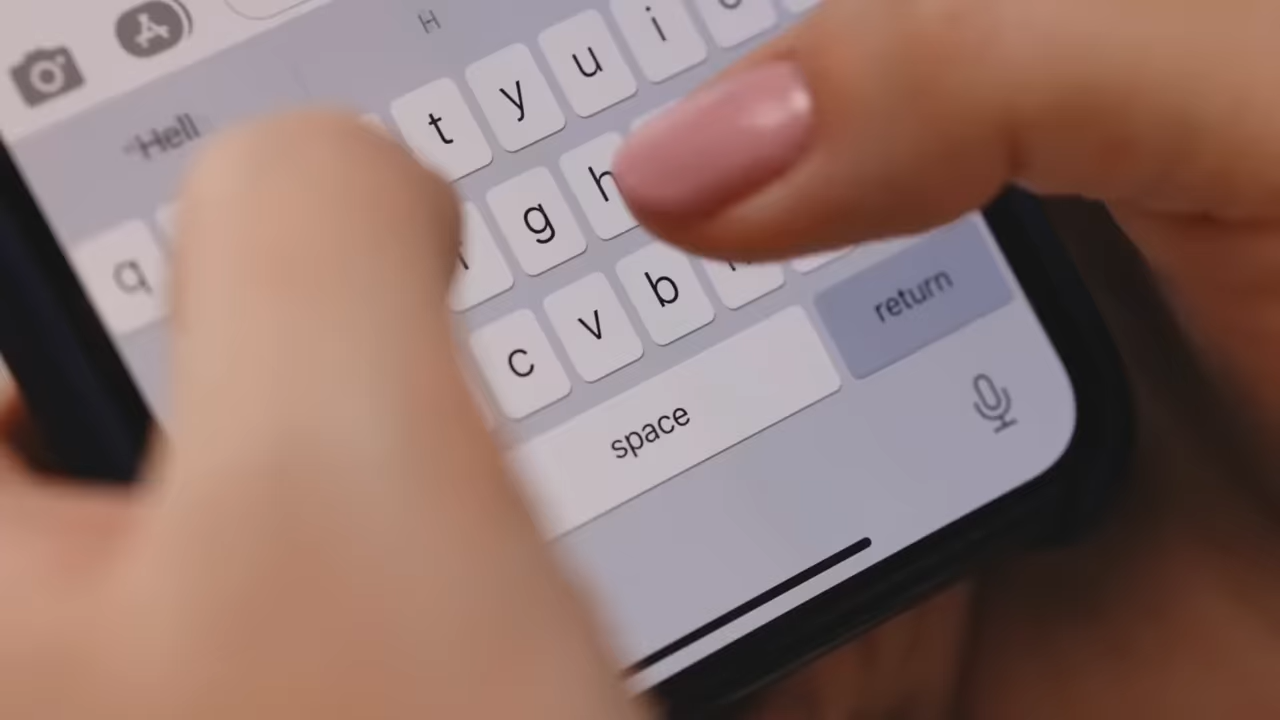 "Hell
H
q t y u i
g h
c v b
space return